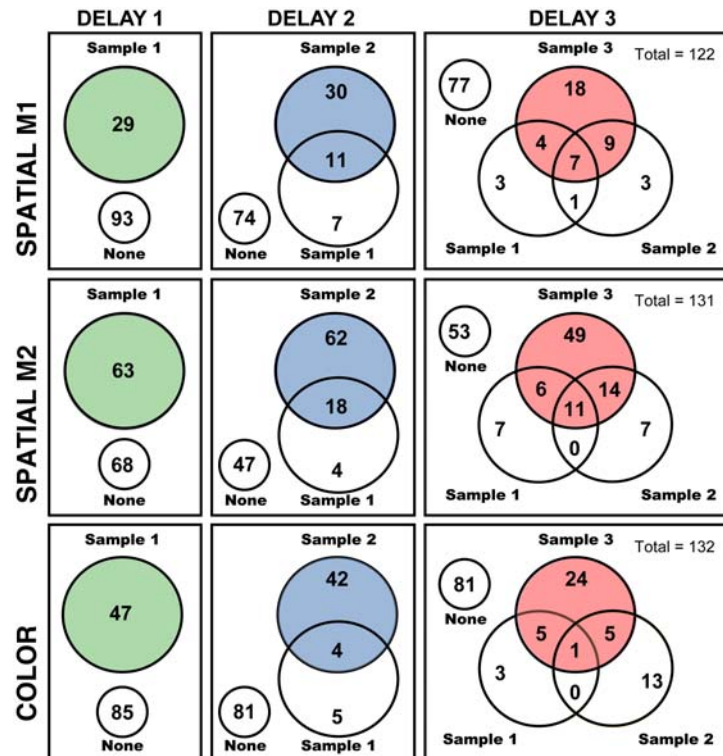 DELAY 1 DELAY 2 DELAY 3
SPATIAL M1
Sample 1
29
93
None
Sample 2
30
11
7
74
None
Sample 1
Sample 3
Total = 122
77
None
18
4
9
7
3
3
1
Sample 1
Sample 2
SPATIAL M2
Sample 1
63
68
None
Sample 2
62
18
4
47
None
Sample 1
Sample 3
Total = 131
53
None
49
6
14
11
7
7
0
Sample 1
Sample 2
COLOR
Sample 1
47
85
None
Sample 2
42
4
5
81
None
Sample 1
Sample 3
Total = 132
81
None
24
5
5
1
3
13
0
Sample 1
Sample 2